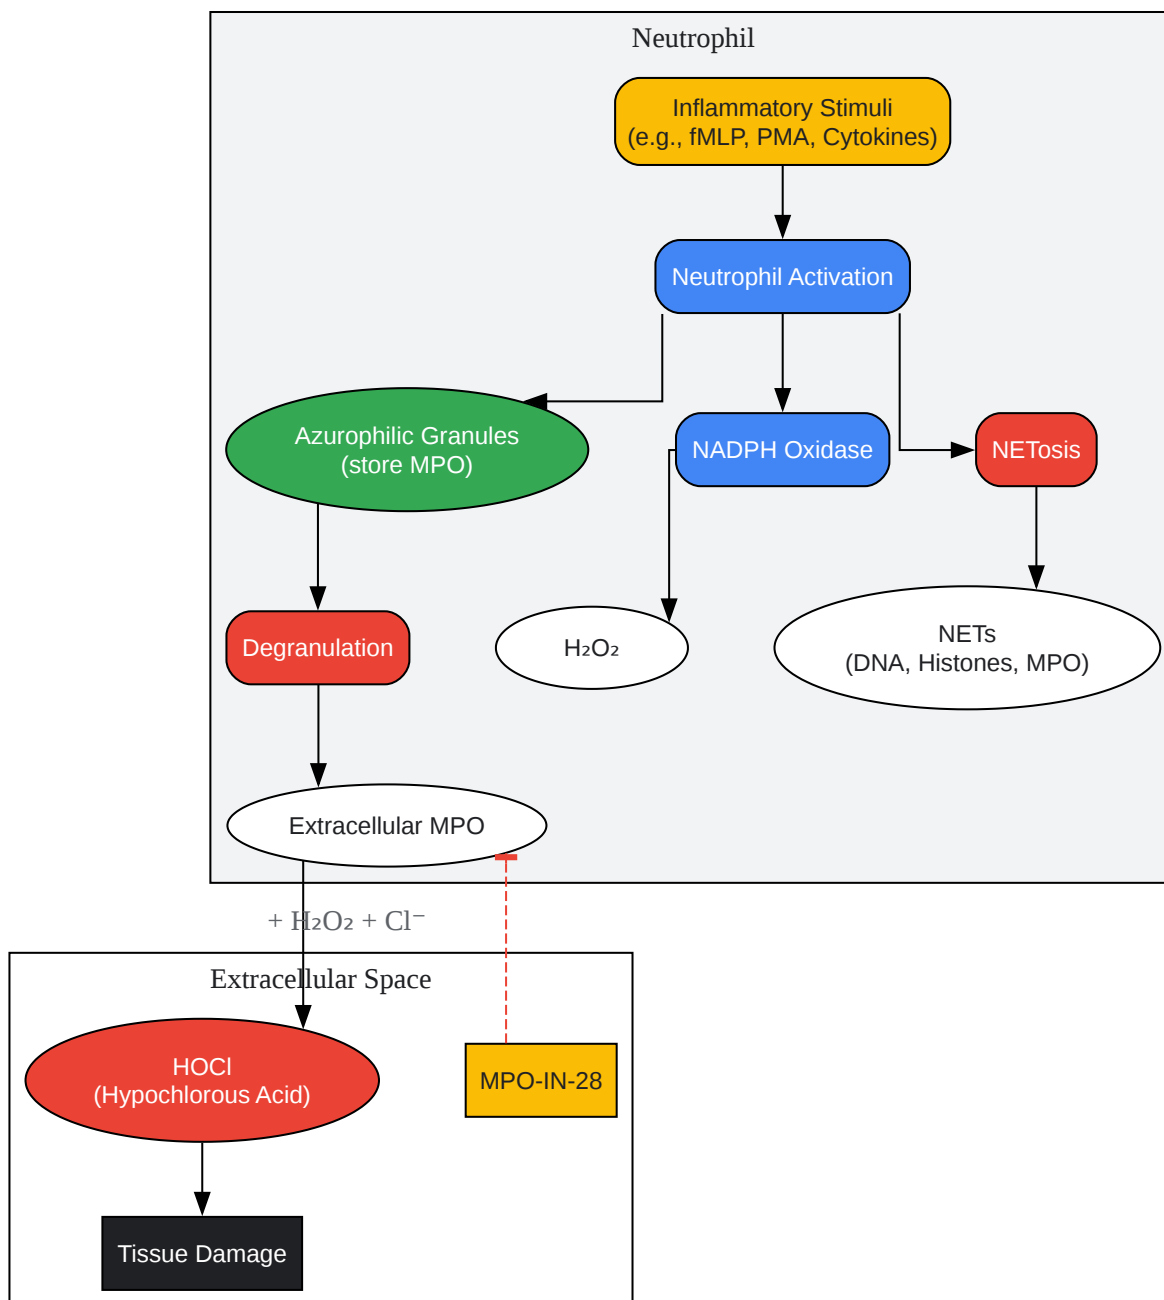 Neutrophil
Inflammatory Stimuli
(e.g., fMLP, PMA, Cytokines)
Neutrophil Activation
Azurophilic Granules
(store MPO)
NADPH Oxidase
NETosis
Degranulation
H₂O₂
NETs
(DNA, Histones, MPO)
Extracellular MPO
+ H₂O₂ + Cl⁻
Extracellular Space
HOCl
(Hypochlorous Acid)
MPO-IN-28
Tissue Damage